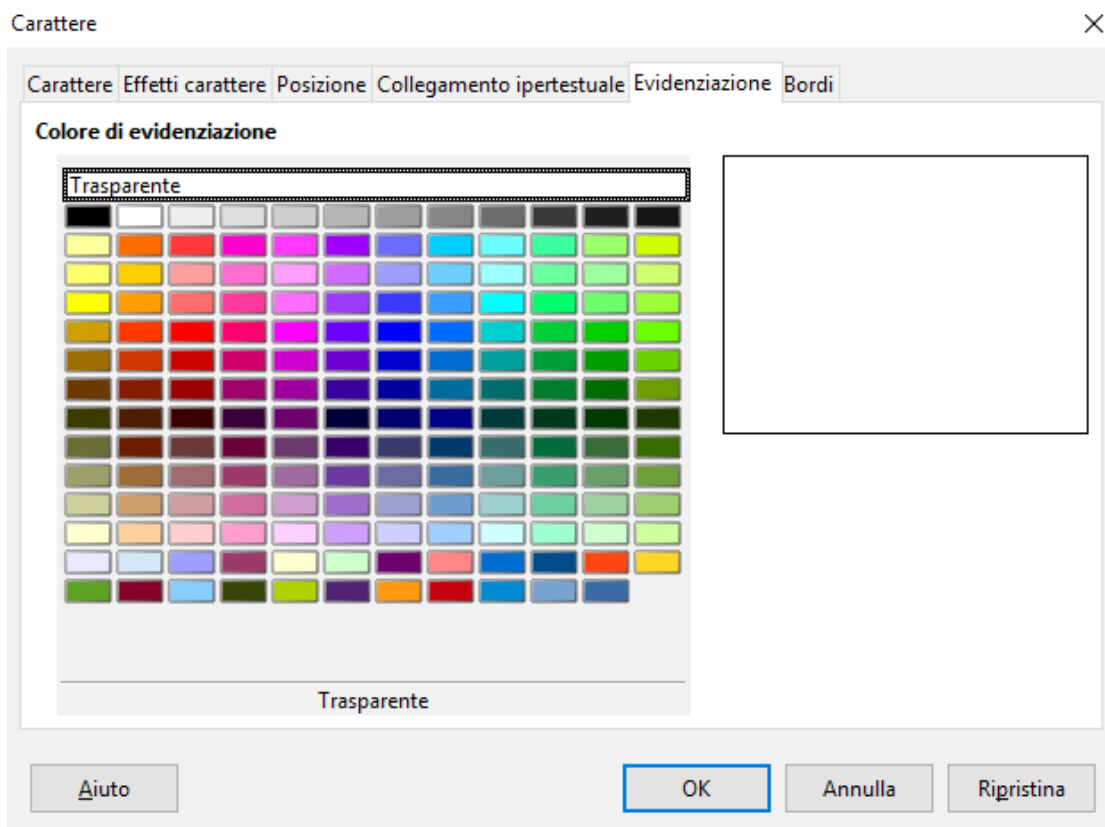 Carattere
Carattere Effetti carattere Posizione Collegamento ipertestuale Evidenziazione Bordi
Colore di evidenziazione
Trasparente
Trasparente
Aiuto OK Annulla Ripristina